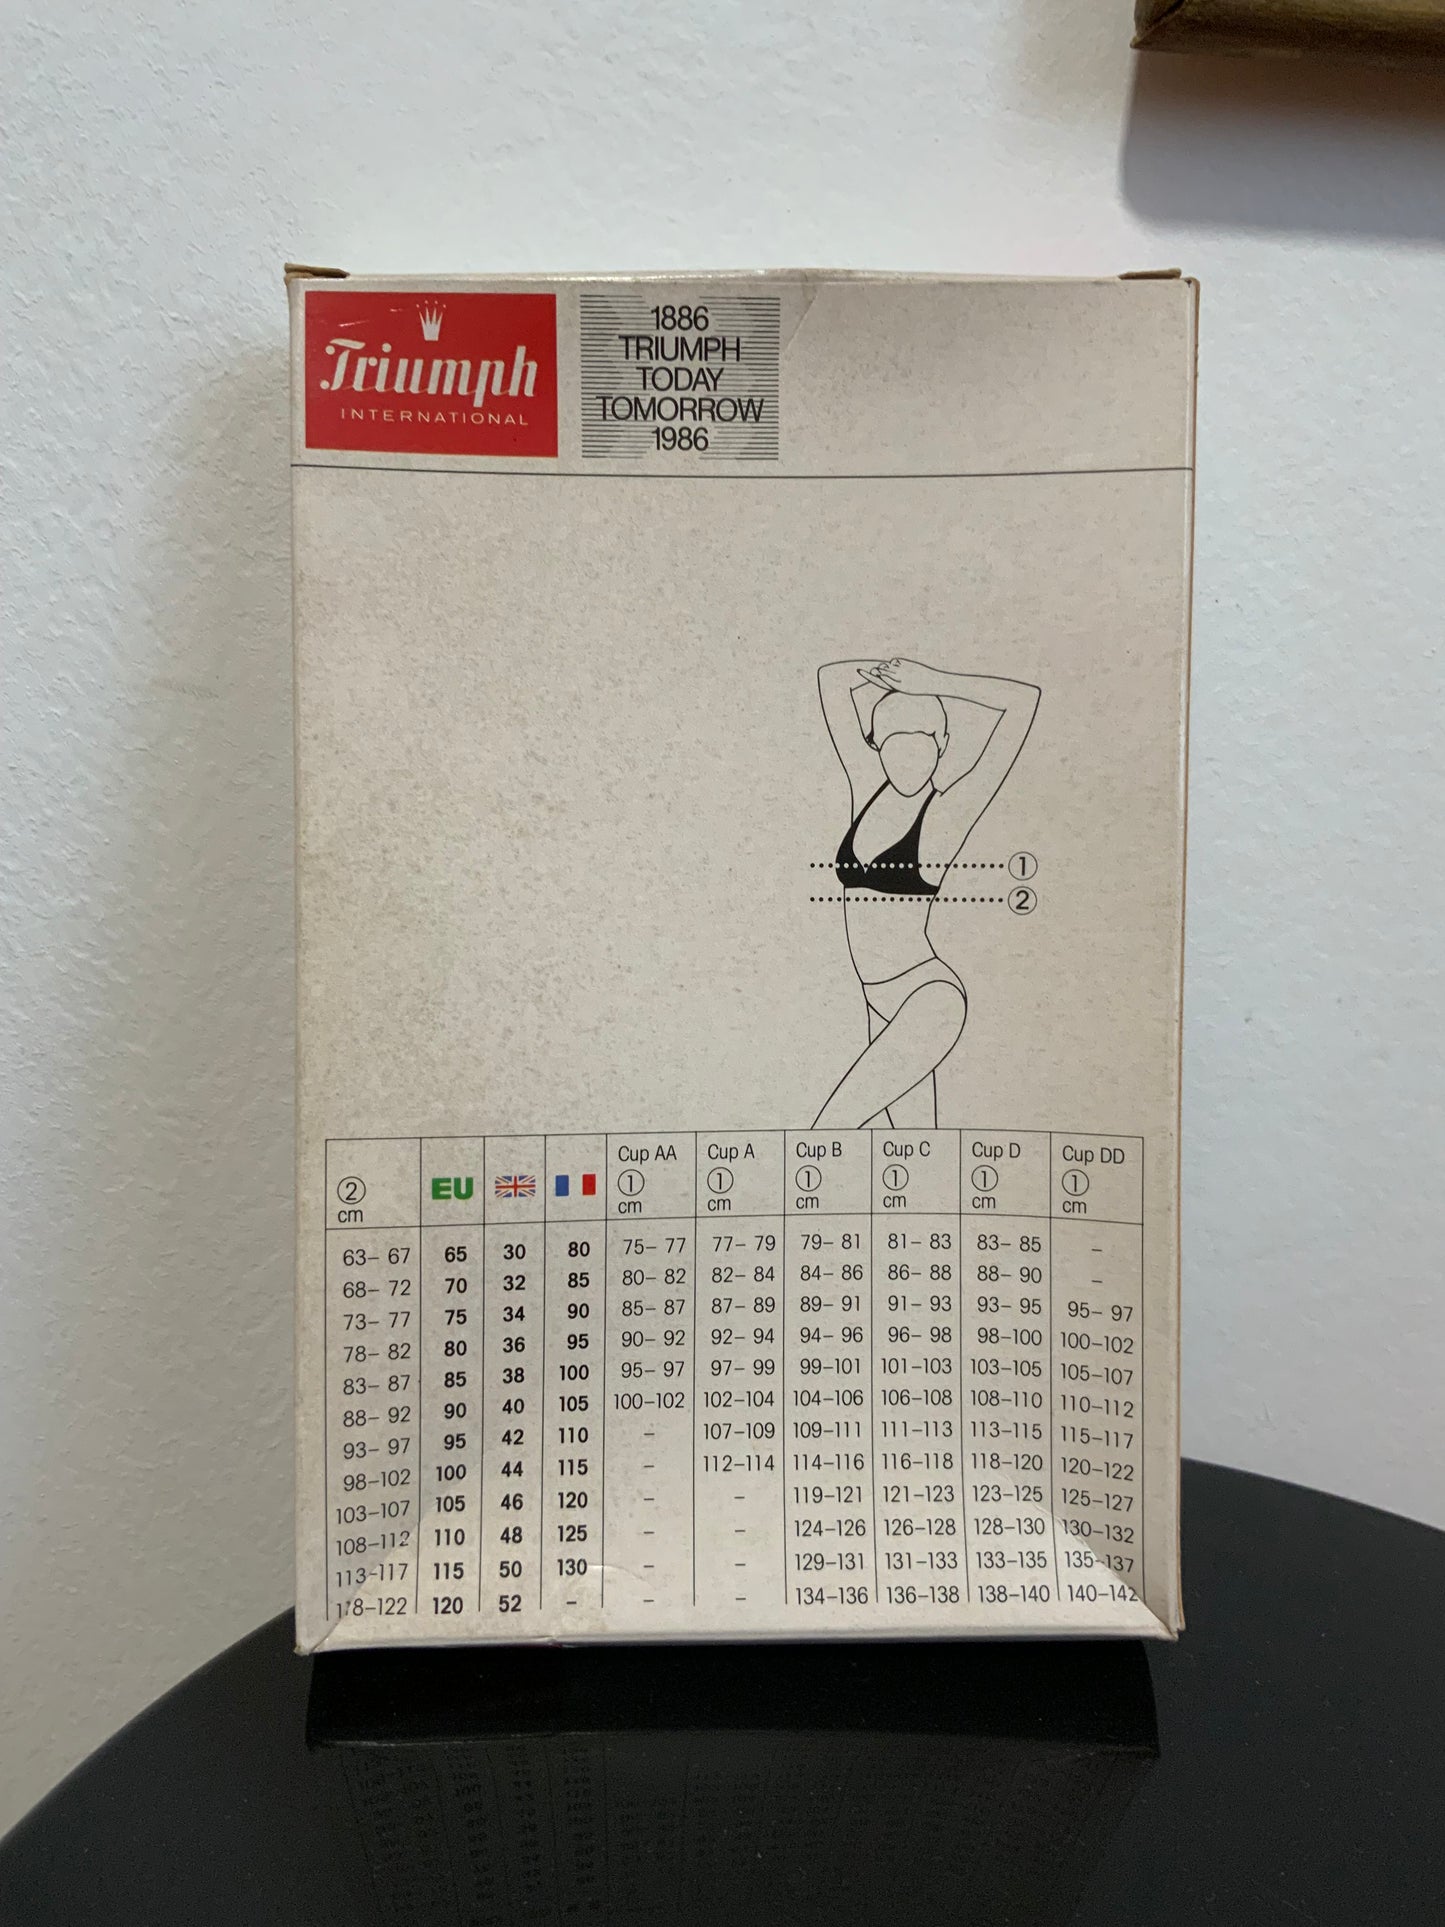 Triumph
INTERNATIONAL
1886
TRIUMPH
TODAY
TOMORROW
1986
1
2
2 cm EU Cup AA 1 cm Cup A 1 cm Cup B 1 cm Cup C 1 cm Cup D 1 cm Cup DD 1 cm
63–67 65 30 80 75–77 77–79 79–81 81–83 83–85 –
68–72 70 32 85 80–82 82–84 84–86 86–88 88–90 –
73–77 75 34 90 85–87 87–89 89–91 91–93 93–95 95–97
78–82 80 36 95 90–92 92–94 94–96 96–98 98–100 100–102
83–87 85 38 100 95–97 97–99 99–101 101–103 103–105 105–107
88–92 90 40 105 100–102 102–104 104–106 106–108 108–110 110–112
93–97 95 42 110 – 107–109 109–111 111–113 113–115 115–117
98–102 100 44 115 – 112–114 114–116 116–118 118–120 120–122
103–107 105 46 120 – – 119–121 121–123 123–125 125–127
108–112 110 48 125 – – 124–126 126–128 128–130 130–132
113–117 115 50 130 – – 129–131 131–133 133–135 135–137
118–122 120 52 – – – 134–136 136–138 138–140 140–142